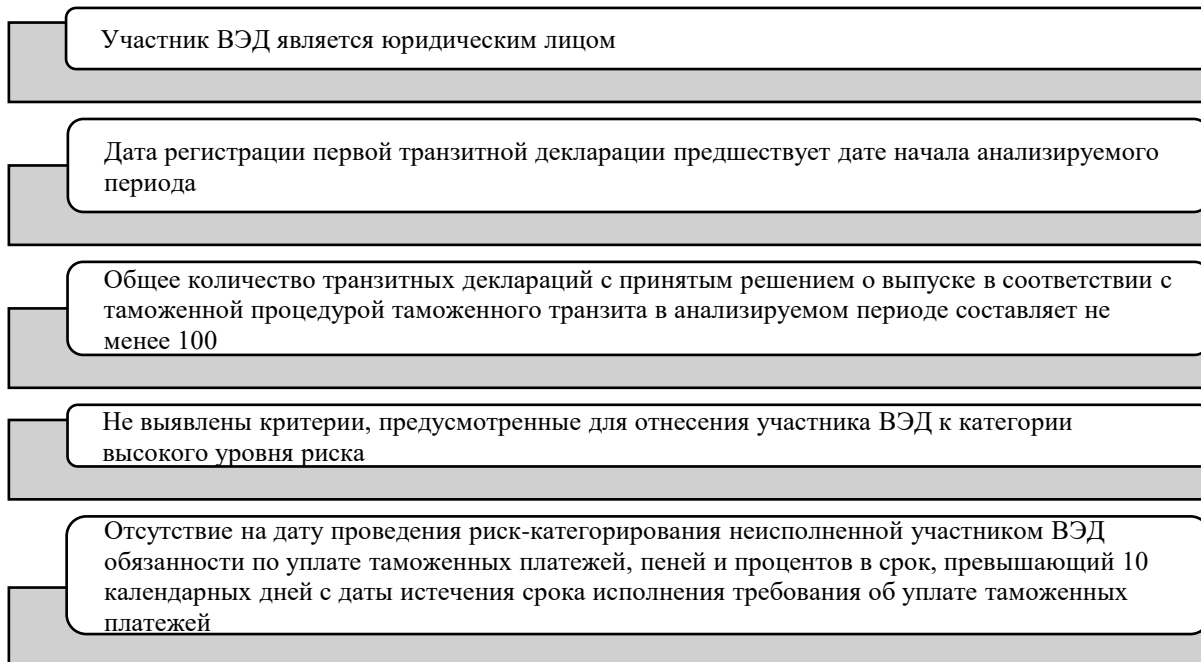 Участник ВЭД является юридическим лицом
Дата регистрации первой транзитной декларации предшествует дате начала анализируемого
периода
Общее количество транзитных деклараций с принятым решением о выпуске в соответствии с
таможенной процедурой таможенного транзита в анализируемом периоде составляет не
менее 100
Не выявлены критерии, предусмотренные для отнесения участника ВЭД к категории
высокого уровня риска
Отсутствие на дату проведения риск-категорирования неисполненной участником ВЭД
обязанности по уплате таможенных платежей, пеней и процентов в срок, превышающий 10
календарных дней с даты истечения срока исполнения требования об уплате таможенных
платежей